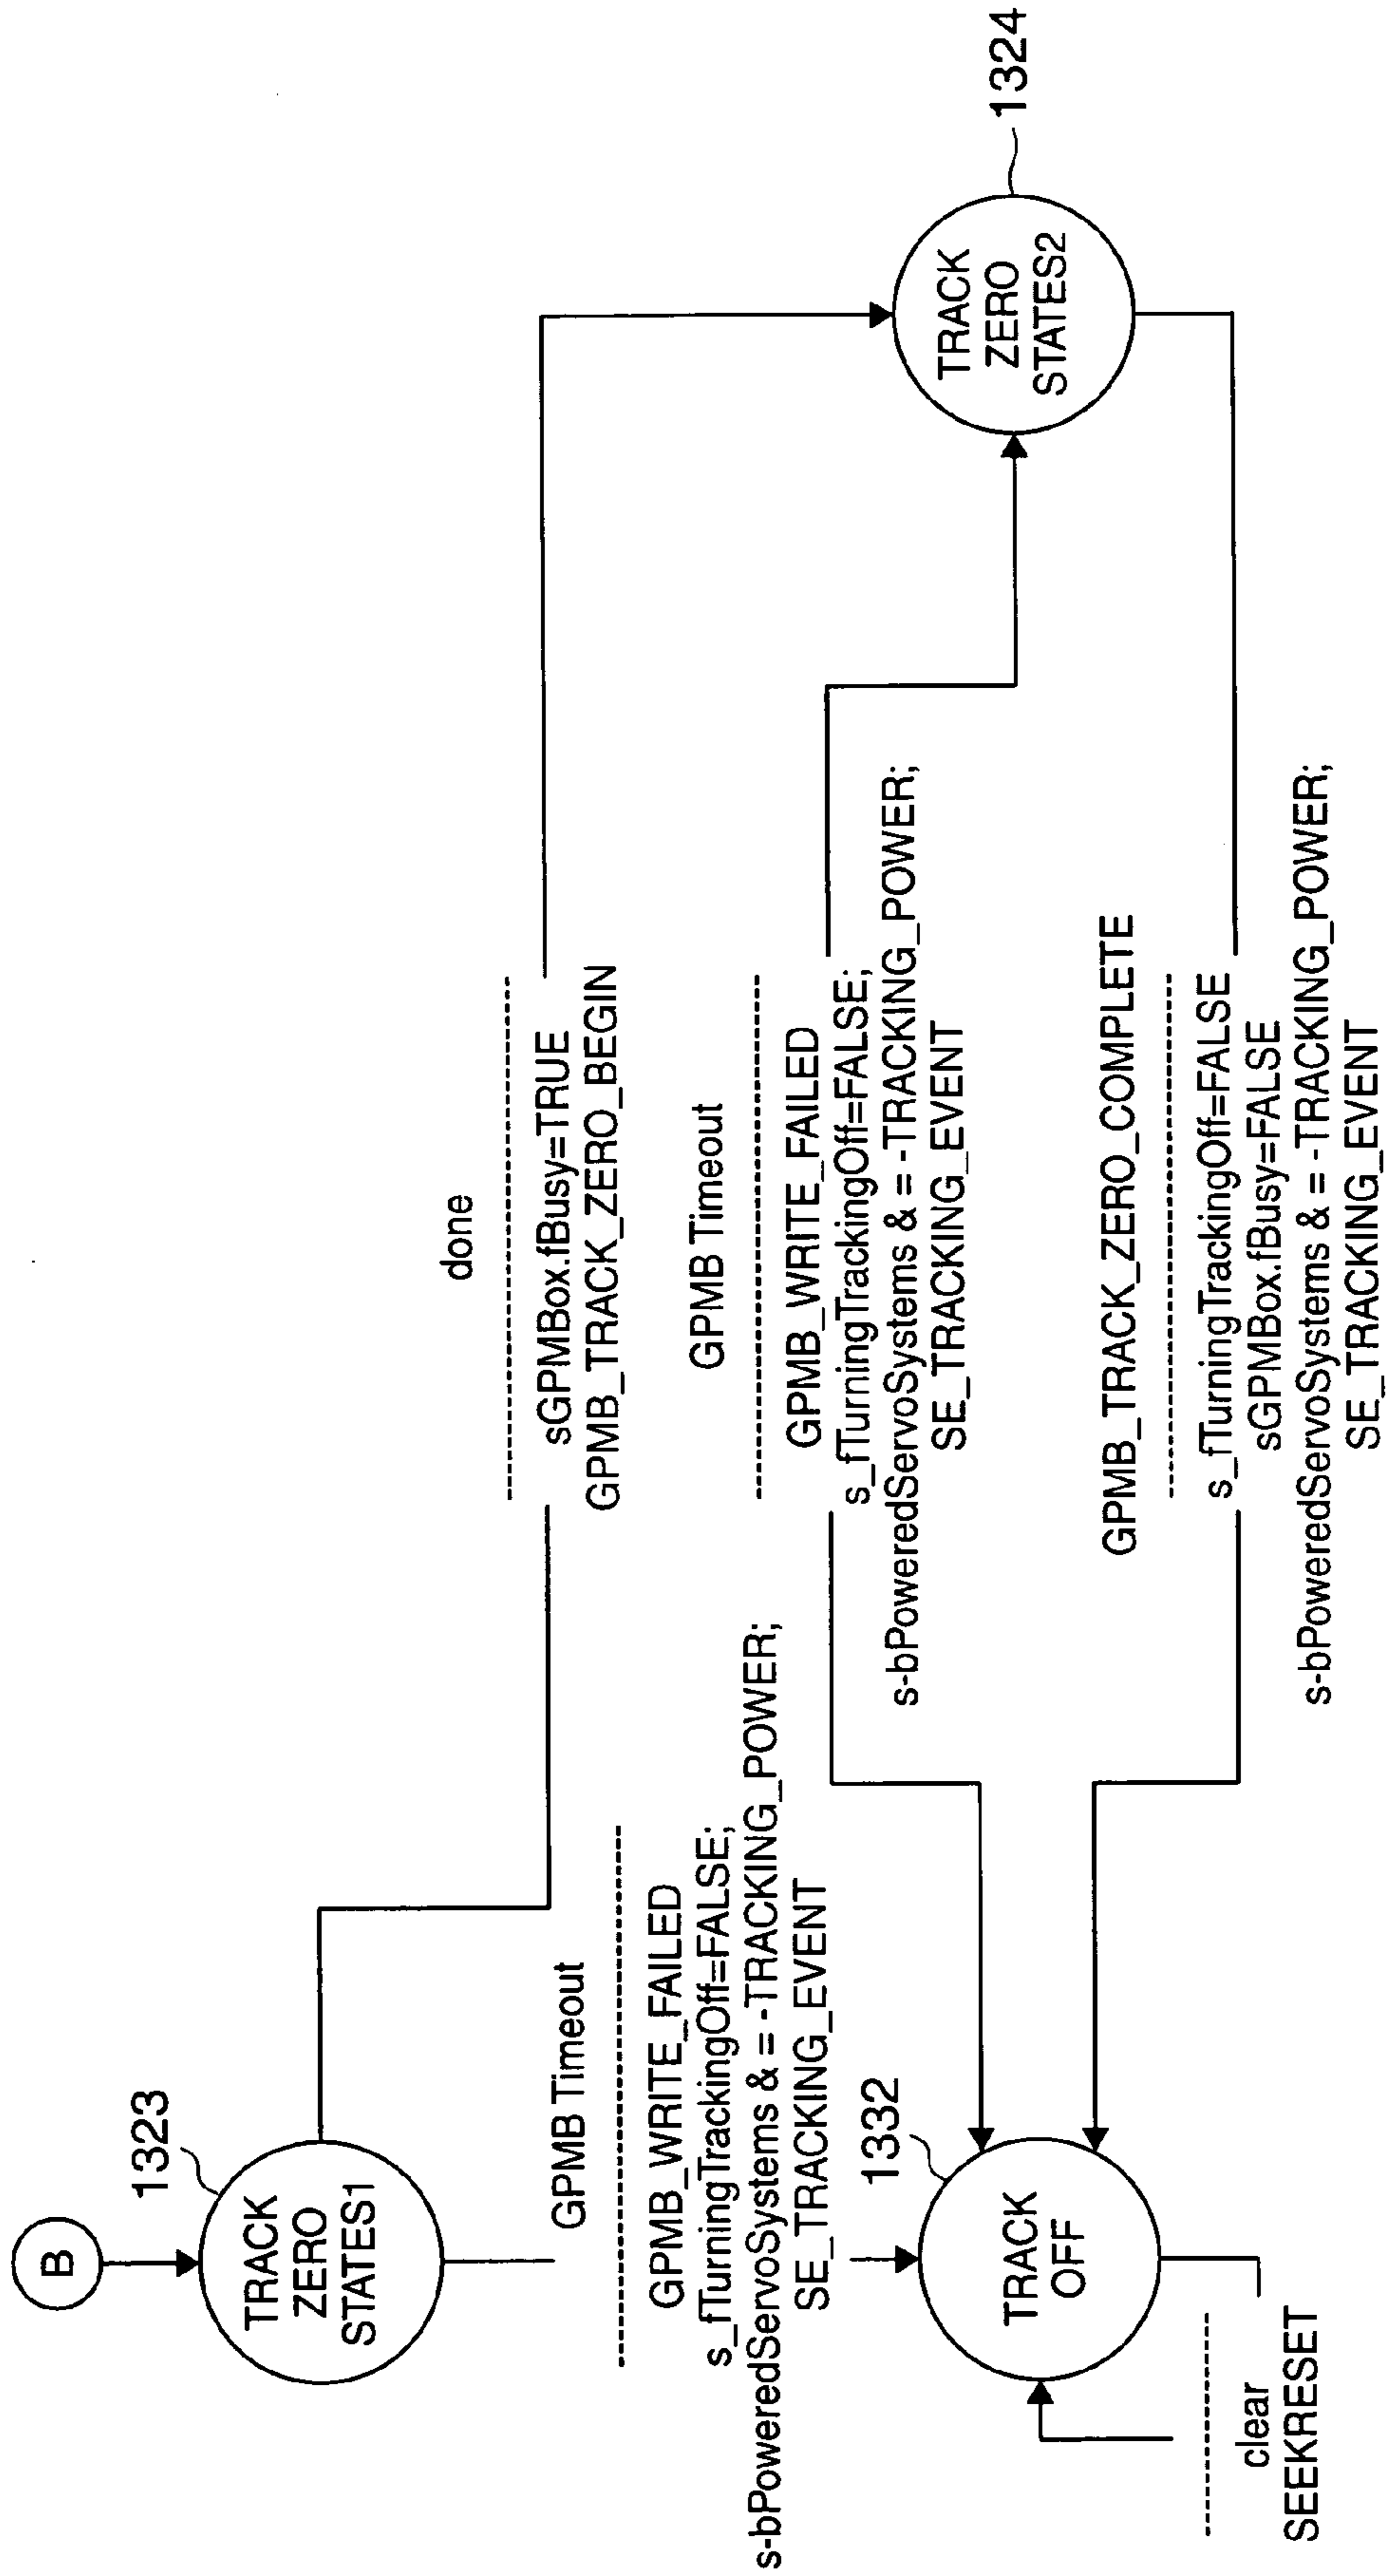 B
1323
TRACK
ZERO
STATES1
done
sGPMBox.fBusy=TRUE
GPMB_TRACK_ZERO_BEGIN
GPMB Timeout
GPMB_WRITE_FAILED
s_fTurningTrackingOff=FALSE;
s-bPoweredServoSystems & = -TRACKING_POWER;
SE_TRACKING_EVENT
GPMB Timeout
GPMB_WRITE_FAILED
s_fTurningTrackingOff=FALSE;
s-bPoweredServoSystems & = -TRACKING_POWER;
SE_TRACKING_EVENT
1324
TRACK
ZERO
STATES2
1332
TRACK
OFF
GPMB_TRACK_ZERO_COMPLETE
s_fTurningTrackingOff=FALSE
sGPMBox.fBusy=FALSE
s-bPoweredServoSystems & = -TRACKING_POWER;
SE_TRACKING_EVENT
clear
SEEKRESET